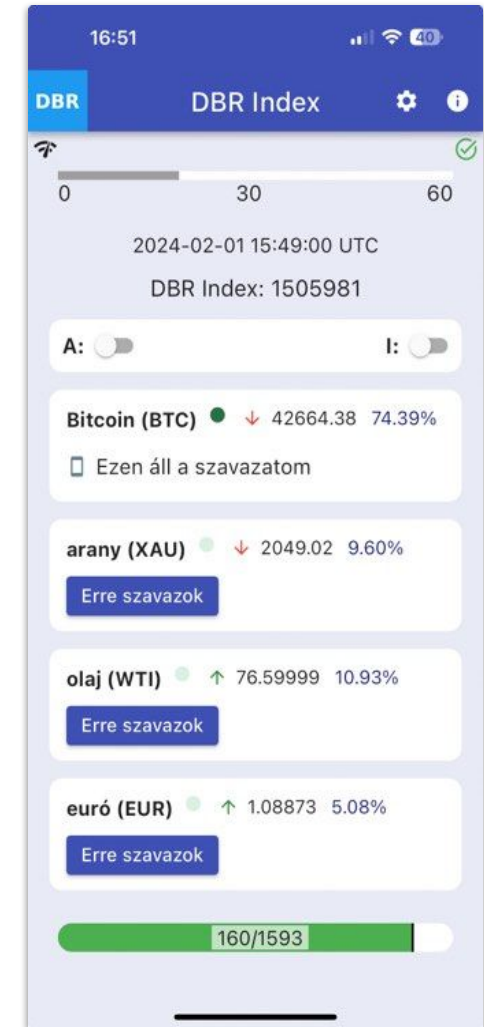 16:51
40
DBR
DBR Index
0 30 60
2024-02-01 15:49:00 UTC
DBR Index: 1505981
A: I:
Bitcoin (BTC) ↓ 42664.38 74.39%
Ezen áll a szavazatom
arany (XAU) ↓ 2049.02 9.60%
Erre szavazok
olaj (WTI) ↑ 76.59999 10.93%
Erre szavazok
euró (EUR) ↑ 1.08873 5.08%
Erre szavazok
160/1593